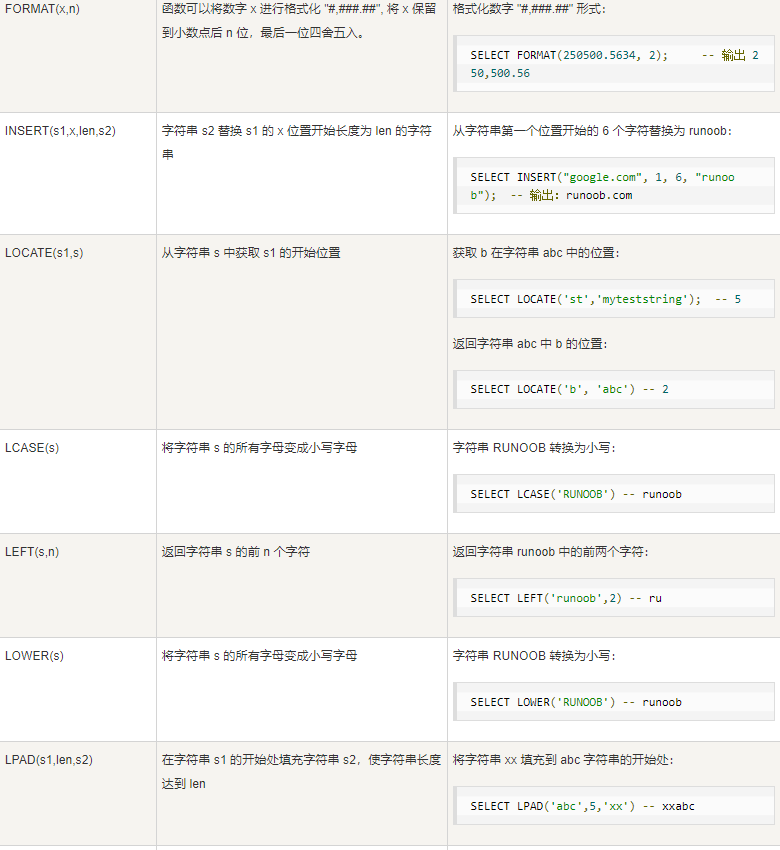 FORMAT(x,n)
函数可以将数字 x 进行格式化 "#,###.##", 将 x 保留
到小数点后 n 位，最后一位四舍五入。
格式化数字 "#,###.##" 形式：
SELECT FORMAT(250500.5634, 2);     -- 输出 2
50,500.56
INSERT(s1,x,len,s2)
字符串 s2 替换 s1 的 x 位置开始长度为 len 的字符
串
从字符串第一个位置开始的 6 个字符替换为 runoob：
SELECT INSERT("google.com", 1, 6, "runoo
b");  -- 输出：runoob.com
LOCATE(s1,s)
从字符串 s 中获取 s1 的开始位置
获取 b 在字符串 abc 中的位置：
SELECT LOCATE('st','myteststring');  -- 5
返回字符串 abc 中 b 的位置：
SELECT LOCATE('b', 'abc') -- 2
LCASE(s)
将字符串 s 的所有字母变成小写字母
字符串 RUNOOB 转换为小写：
SELECT LCASE('RUNOOB') -- runoob
LEFT(s,n)
返回字符串 s 的前 n 个字符
返回字符串 runoob 中的前两个字符：
SELECT LEFT('runoob',2) -- ru
LOWER(s)
将字符串 s 的所有字母变成小写字母
字符串 RUNOOB 转换为小写：
SELECT LOWER('RUNOOB') -- runoob
LPAD(s1,len,s2)
在字符串 s1 的开始处填充字符串 s2，使字符串长度
达到 len
将字符串 xx 填充到 abc 字符串的开始处：
SELECT LPAD('abc',5,'xx') -- xxabc